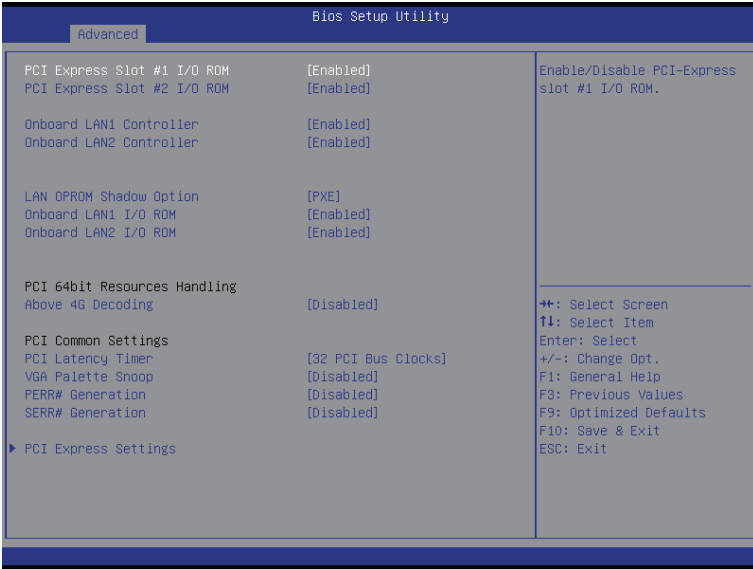 Bios Setup Utility
Advanced
PCI Express Slot #1 I/O ROM [Enabled]
PCI Express Slot #2 I/O ROM [Enabled]
Onboard LAN1 Controller [Enabled]
Onboard LAN2 Controller [Enabled]
LAN OPROM Shadow Option [PXE]
Onboard LAN1 I/O ROM [Enabled]
Onboard LAN2 I/O ROM [Enabled]
PCI 64bit Resources Handling
Above 4G Decoding [Disabled]
PCI Common Settings
PCI Latency Timer [32 PCI Bus Clocks]
VGA Palette Snoop [Disabled]
PERR# Generation [Disabled]
SERR# Generation [Disabled]
PCI Express Settings
Enable/Disable PCI-Express
slot #1 I/O ROM.
→←: Select Screen
↑↓: Select Item
Enter: Select
+/-: Change Opt.
F1: General Help
F3: Previous Values
F9: Optimized Defaults
F10: Save & Exit
ESC: Exit